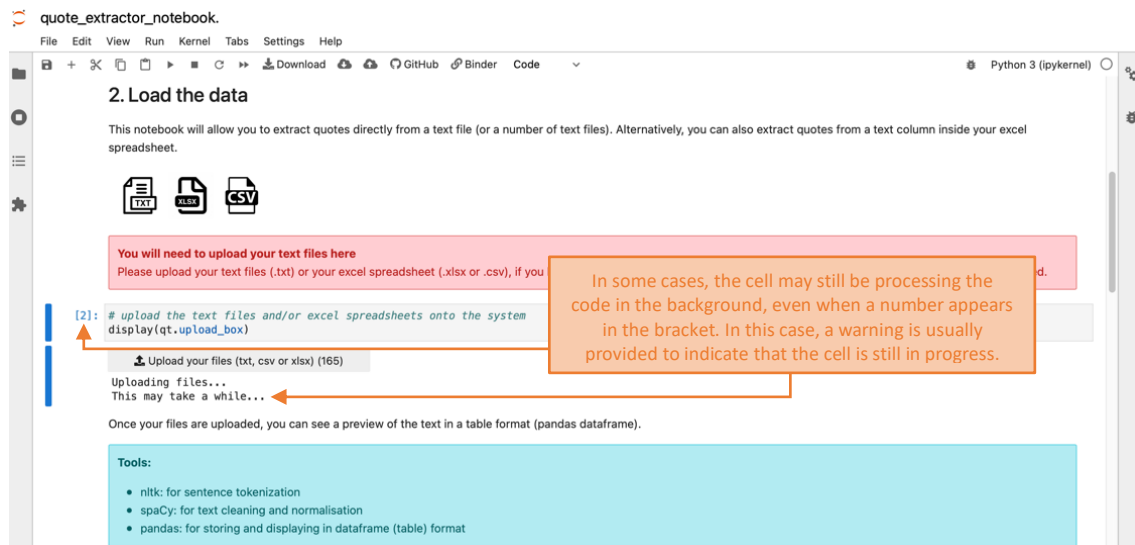 quote_extractor_notebook.
File Edit View Run Kernel Tabs Settings Help
Download GitHub Binder Code Python 3 (ipykernel)
2. Load the data
This notebook will allow you to extract quotes directly from a text file (or a number of text files). Alternatively, you can also extract quotes from a text column inside your excel
spreadsheet.
TXT XLSX CSV
You will need to upload your text files here
Please upload your text files (.txt) or your excel spreadsheet (.xlsx or .csv), if you
d.
In some cases, the cell may still be processing the
code in the background, even when a number appears
in the bracket. In this case, a warning is usually
provided to indicate that the cell is still in progress.
[2]: # upload the text files and/or excel spreadsheets onto the system
display(qt.upload_box)
Upload your files (txt, csv or xlsx) (165)
Uploading files...
This may take a while...
Once your files are uploaded, you can see a preview of the text in a table format (pandas dataframe).
Tools:
• nltk: for sentence tokenization
• spaCy: for text cleaning and normalisation
• pandas: for storing and displaying in dataframe (table) format